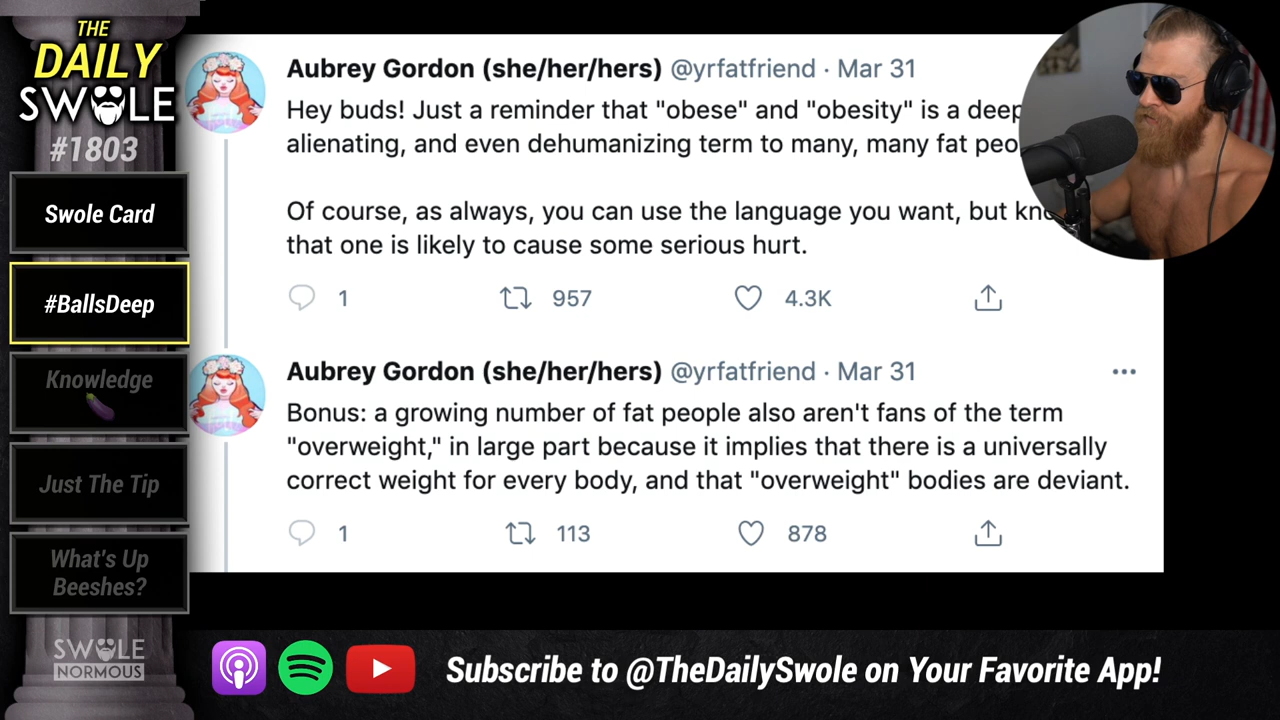 THE
DAILY
SWOLE
#1803
Swole Card
#BallsDeep
Knowledge
Just The Tip
What's Up
Beeshes?
SWOLE
NORMOUS
Aubrey Gordon (she/her/hers) @yrfatfriend · Mar 31
Hey buds! Just a reminder that "obese" and "obesity" is a
alienating, and even dehumanizing term to many, many fat
Of course, as always, you can use the language you want, but
that one is likely to cause some serious hurt.
1 957 4.3K
Aubrey Gordon (she/her/hers) @yrfatfriend · Mar 31
Bonus: a growing number of fat people also aren't fans of the term
"overweight," in large part because it implies that there is a universally
correct weight for every body, and that "overweight" bodies are deviant.
1 113 878
Subscribe to @TheDailySwole on Your Favorite App!